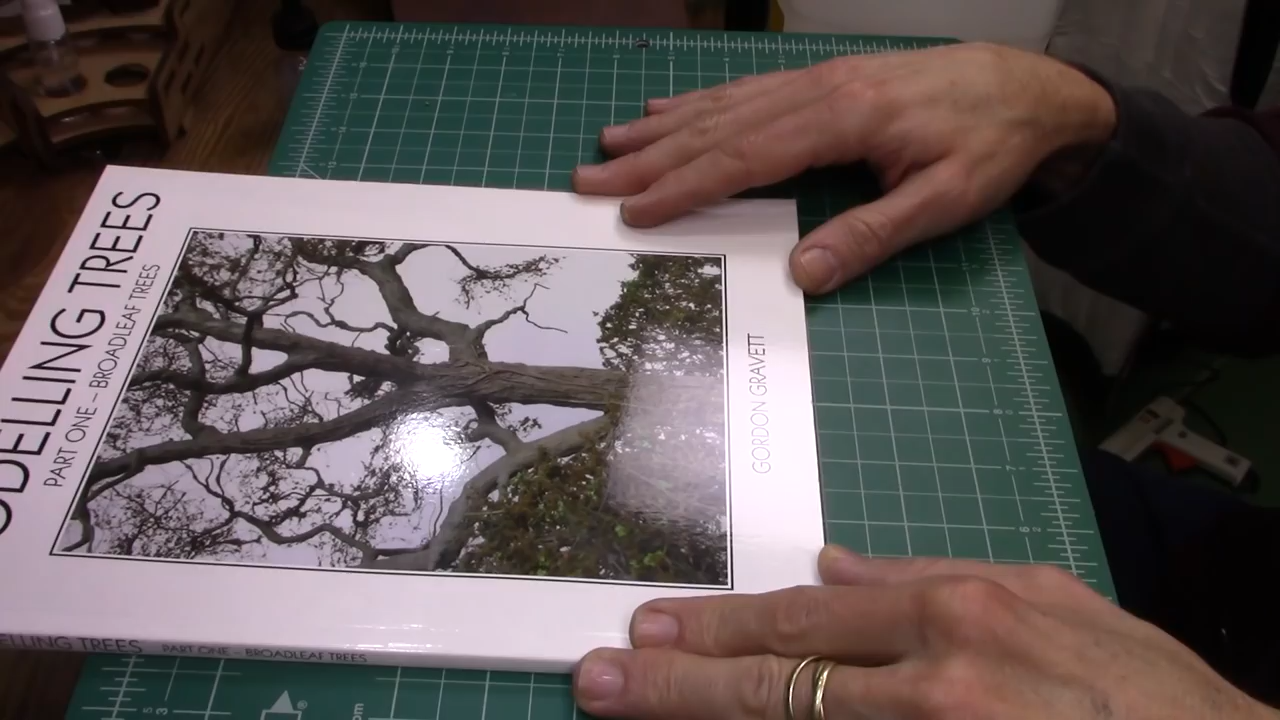 ODELLING TREES
PART ONE – BROADLEAF TREES
GORDON GRAVETT
ELLING TREES PART ONE – BROADLEAF TREES